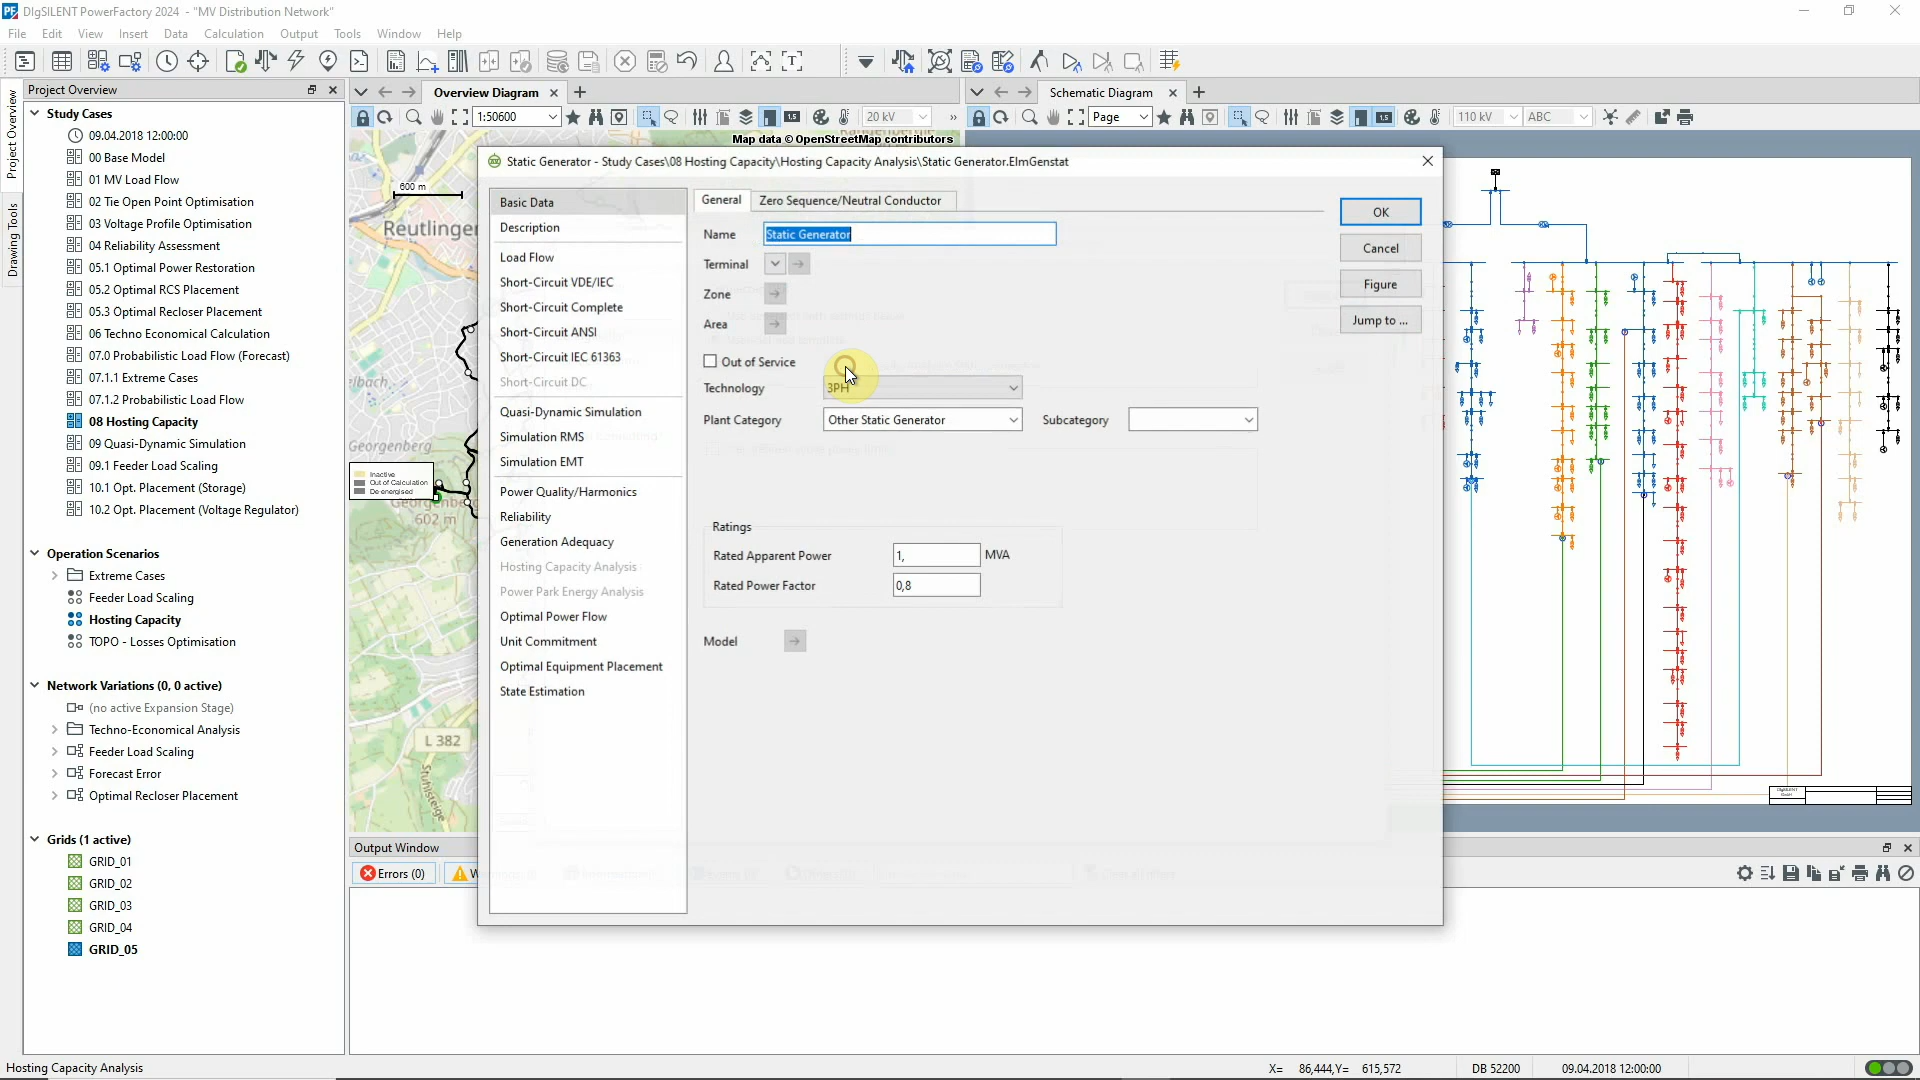 DIgSILENT PowerFactory 2024 - "MV Distribution Network"
File Edit View Insert Data Calculation Output Tools Window Help
Project Overview
Drawing Tools
Project Overview
Study Cases
09.04.2018 12:00:00
00 Base Model
01 MV Load Flow
02 Tie Open Point Optimisation
03 Voltage Profile Optimisation
04 Reliability Assessment
05.1 Optimal Power Restoration
05.2 Optimal RCS Placement
05.3 Optimal Recloser Placement
06 Techno Economical Calculation
07.0 Probabilistic Load Flow (Forecast)
07.1.1 Extreme Cases
07.1.2 Probabilistic Load Flow
08 Hosting Capacity
09 Quasi-Dynamic Simulation
09.1 Feeder Load Scaling
10.1 Opt. Placement (Storage)
10.2 Opt. Placement (Voltage Regulator)
Operation Scenarios
Extreme Cases
Feeder Load Scaling
Hosting Capacity
TOPO - Losses Optimisation
Network Variations (0, 0 active)
(no active Expansion Stage)
Techno-Economical Analysis
Feeder Load Scaling
Forecast Error
Optimal Recloser Placement
Grids (1 active)
GRID_01
GRID_02
GRID_03
GRID_04
GRID_05
Overview Diagram
1:50600
20 kV
Map data © OpenStreetMap contributors
600 m
Reutlinger
Georgenberg
Inactive
Out of Calculation
De energised
602 m
L 382
Stuhlsteige
Schematic Diagram
Page
110 kV
ABC
Static Generator - Study Cases\08 Hosting Capacity\Hosting Capacity Analysis\Static Generator.ElmGenstat
Basic Data
Description
Load Flow
Short-Circuit VDE/IEC
Short-Circuit Complete
Short-Circuit ANSI
Short-Circuit IEC 61363
Short-Circuit DC
Quasi-Dynamic Simulation
Simulation RMS
Simulation EMT
Power Quality/Harmonics
Reliability
Generation Adequacy
Hosting Capacity Analysis
Power Park Energy Analysis
Optimal Power Flow
Unit Commitment
Optimal Equipment Placement
State Estimation
General
Zero Sequence/Neutral Conductor
Name Static Generator
Terminal
Zone
Area
Out of Service
Technology 3PH
Plant Category Other Static Generator Subcategory
Ratings
Rated Apparent Power 1, MVA
Rated Power Factor 0,8
Model
OK
Cancel
Figure
Jump to ...
Output Window
Errors (0)
Hosting Capacity Analysis
X= 86,444,Y= 615,572
DB 52200
09.04.2018 12:00:00